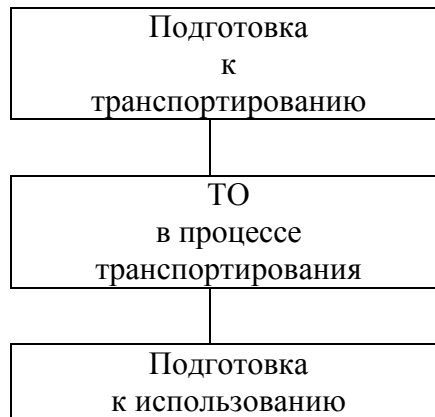 Подготовка
к
транспортированию
ТО
в процессе
транспортирования
Подготовка
к использованию